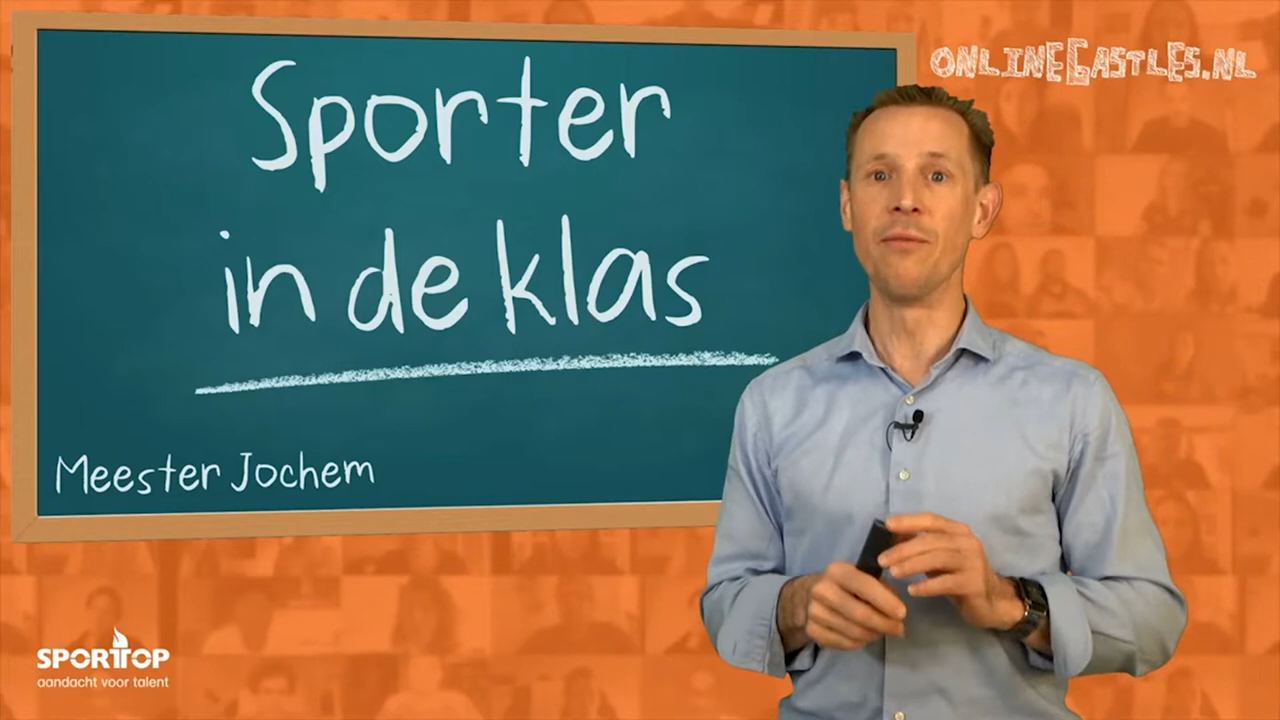 ONLINEGASTLES.NL
Sporter
in de klas
Meester Jochem
SPORTTOP
aandacht voor talent